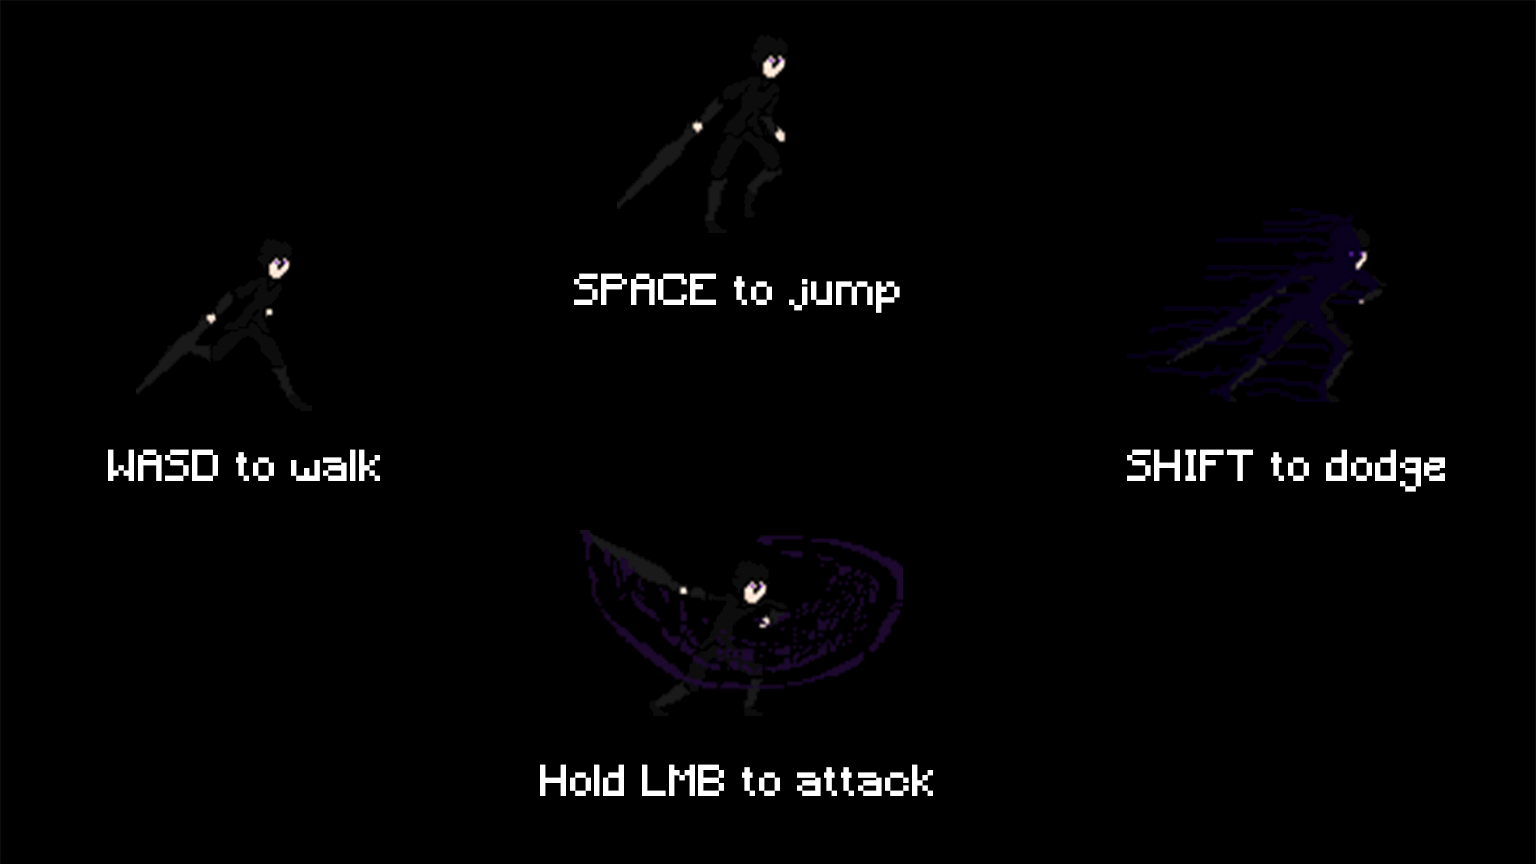 SPACE to jump
WASD to walk
SHIFT to dodge
Hold LMB to attack